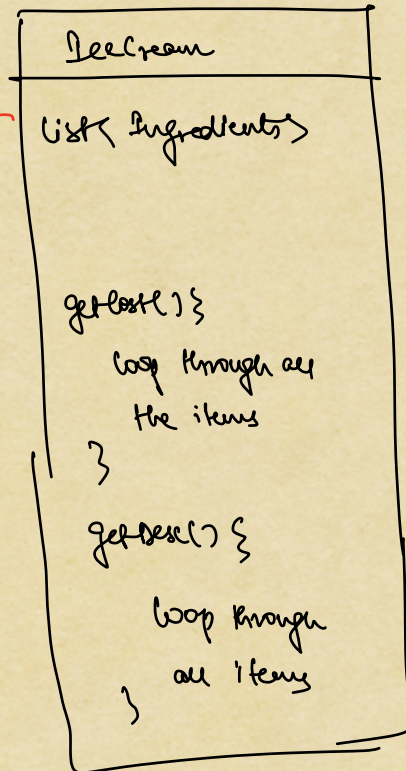 IceCream
List< Ingredients>
getCost() {
loop through all
the items
}
getDesc() {
loop through
all items
}